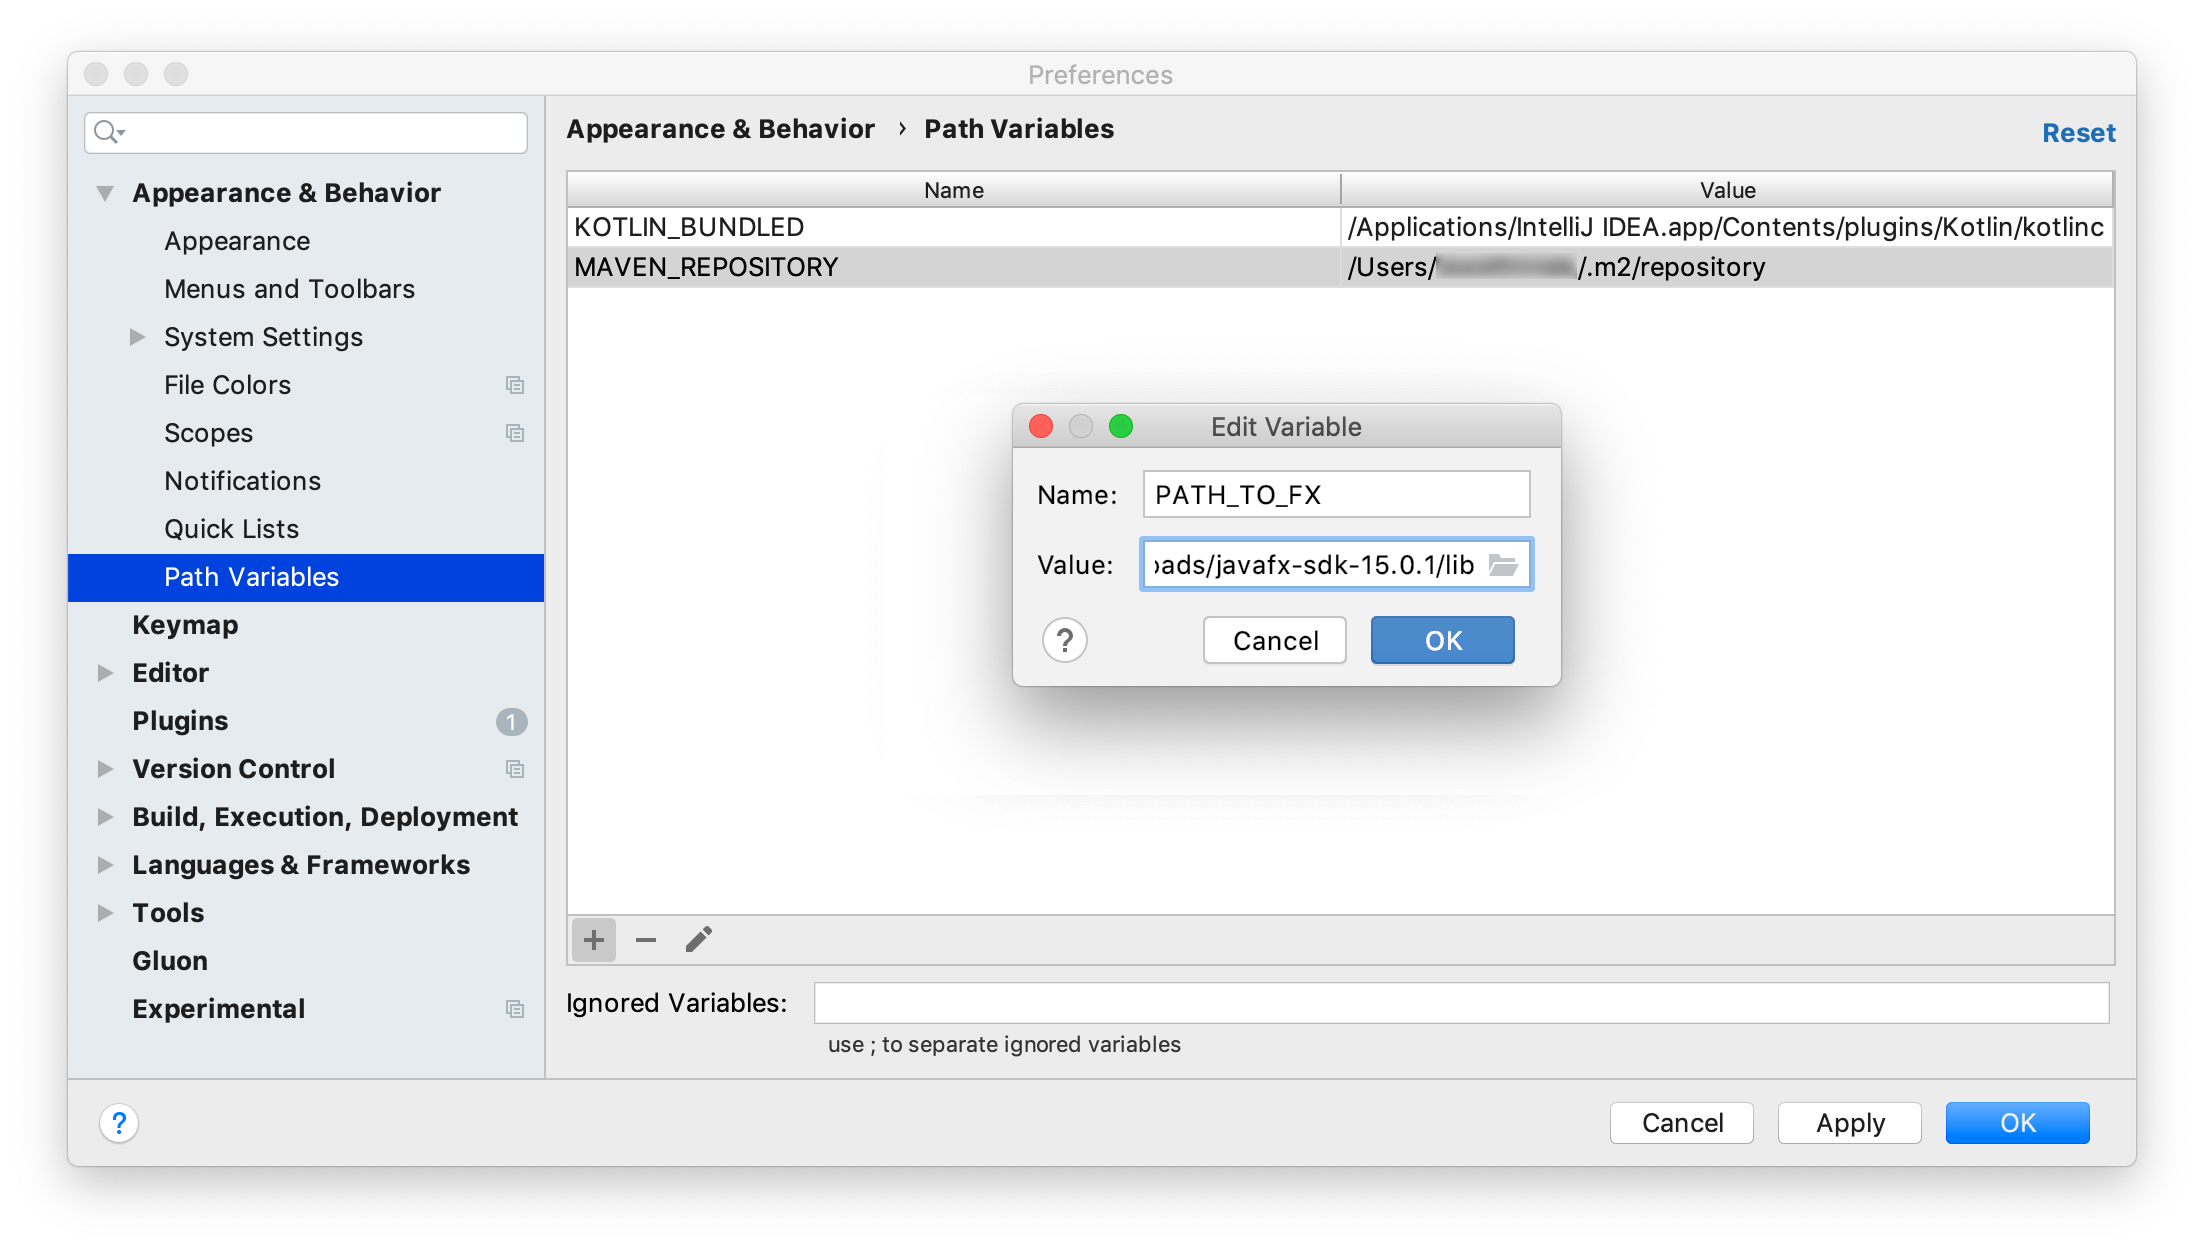 Preferences
Appearance & Behavior
Appearance
Menus and Toolbars
System Settings
File Colors
Scopes
Notifications
Quick Lists
Path Variables
Keymap
Editor
Plugins 1
Version Control
Build, Execution, Deployment
Languages & Frameworks
Tools
Gluon
Experimental
Appearance & Behavior › Path Variables
Reset
Name Value
KOTLIN_BUNDLED /Applications/IntelliJ IDEA.app/Contents/plugins/Kotlin/kotlinc
MAVEN_REPOSITORY /Users/ /.m2/repository
Edit Variable
Name: PATH_TO_FX
Value: /javafx-sdk-15.0.1/lib
? Cancel OK
Ignored Variables:
use ; to separate ignored variables
? Cancel Apply OK